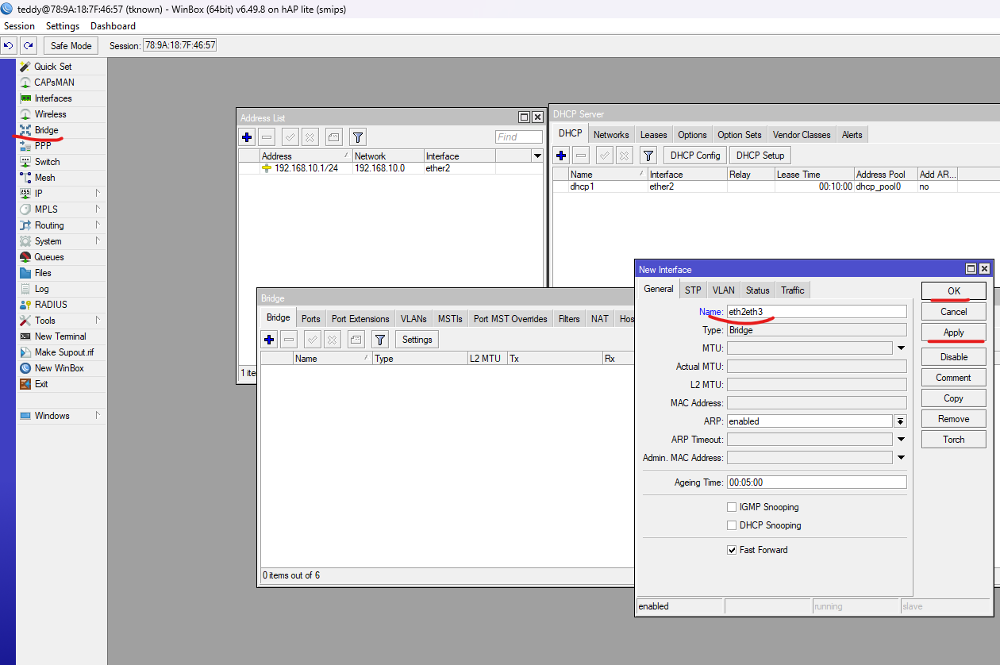 teddy@78:9A:18:7F:46:57 (tknown) - WinBox (64bit) v6.49.8 on hAP lite (smips)
Session Settings Dashboard
Safe Mode Session: 78:9A:18:7F:46:57
Quick Set
CAPsMAN
Interfaces
Wireless
Bridge
PPP
Switch
Mesh
IP
MPLS
Routing
System
Queues
Files
Log
RADIUS
Tools
New Terminal
Make Supout.rif
New WinBox
Exit
Windows
Address List
Find
Address Network Interface
192.168.10.1/24 192.168.10.0 ether2
1 ite
DHCP Server
DHCP Networks Leases Options Option Sets Vendor Classes Alerts
DHCP Config DHCP Setup
Name Interface Relay Lease Time Address Pool Add AR...
dhcp1 ether2 00:10:00 dhcp_pool0 no
Bridge
Bridge Ports Port Extensions VLANs MSTIs Port MST Overrides Filters NAT Hos
Settings
Name Type L2 MTU Tx Rx
0 items out of 6
New Interface
General STP VLAN Status Traffic
Name: eth2eth3
Type: Bridge
MTU:
Actual MTU:
L2 MTU:
MAC Address:
ARP: enabled
ARP Timeout:
Admin. MAC Address:
Ageing Time: 00:05:00
IGMP Snooping
DHCP Snooping
Fast Forward
OK
Cancel
Apply
Disable
Comment
Copy
Remove
Torch
enabled running slave